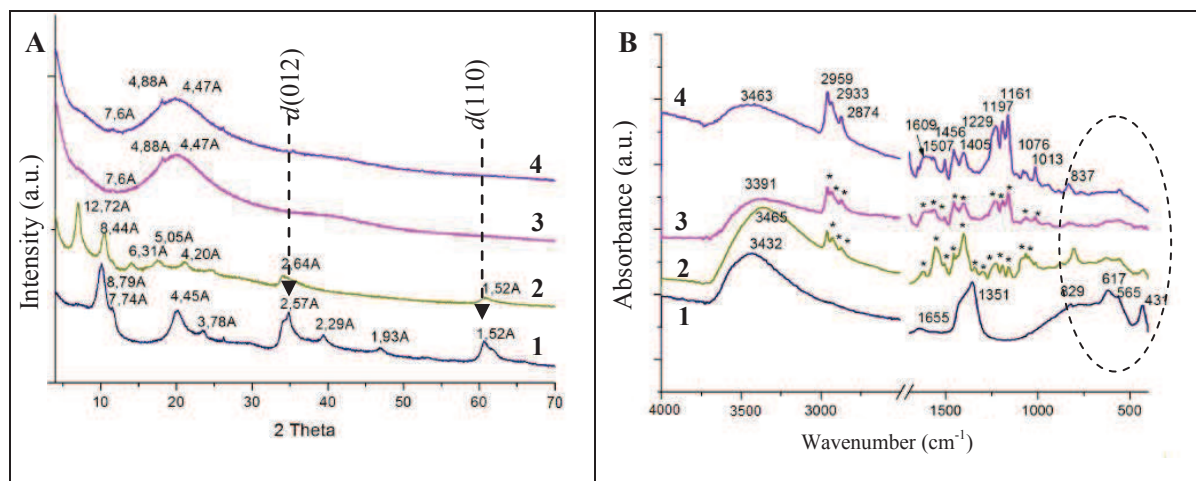 A
d(012)
d(110)
4,88A
4,47A
7,6A
4
4,88A
4,47A
7,6A
3
12,72A
8,44A
6,31A
5,05A
4,20A
2,64A
1,52A
2
8,79A
7,74A
4,45A
3,78A
2,57A
2,29A
1,93A
1,52A
1
Intensity (a.u.)
10
20
30
40
50
60
70
2 Theta
B
4
3463
2959
2933
2874
1609
1507
1456
1405
1229
1197
1161
1076
1013
837
3
3391
* * * * * * * * * * * * *
2
3465
* * * * * * * * * * * * * *
1
3432
1655
1351
829
617
565
431
Absorbance (a.u.)
4000
3500
3000
1500
1000
500
Wavenumber (cm-1)